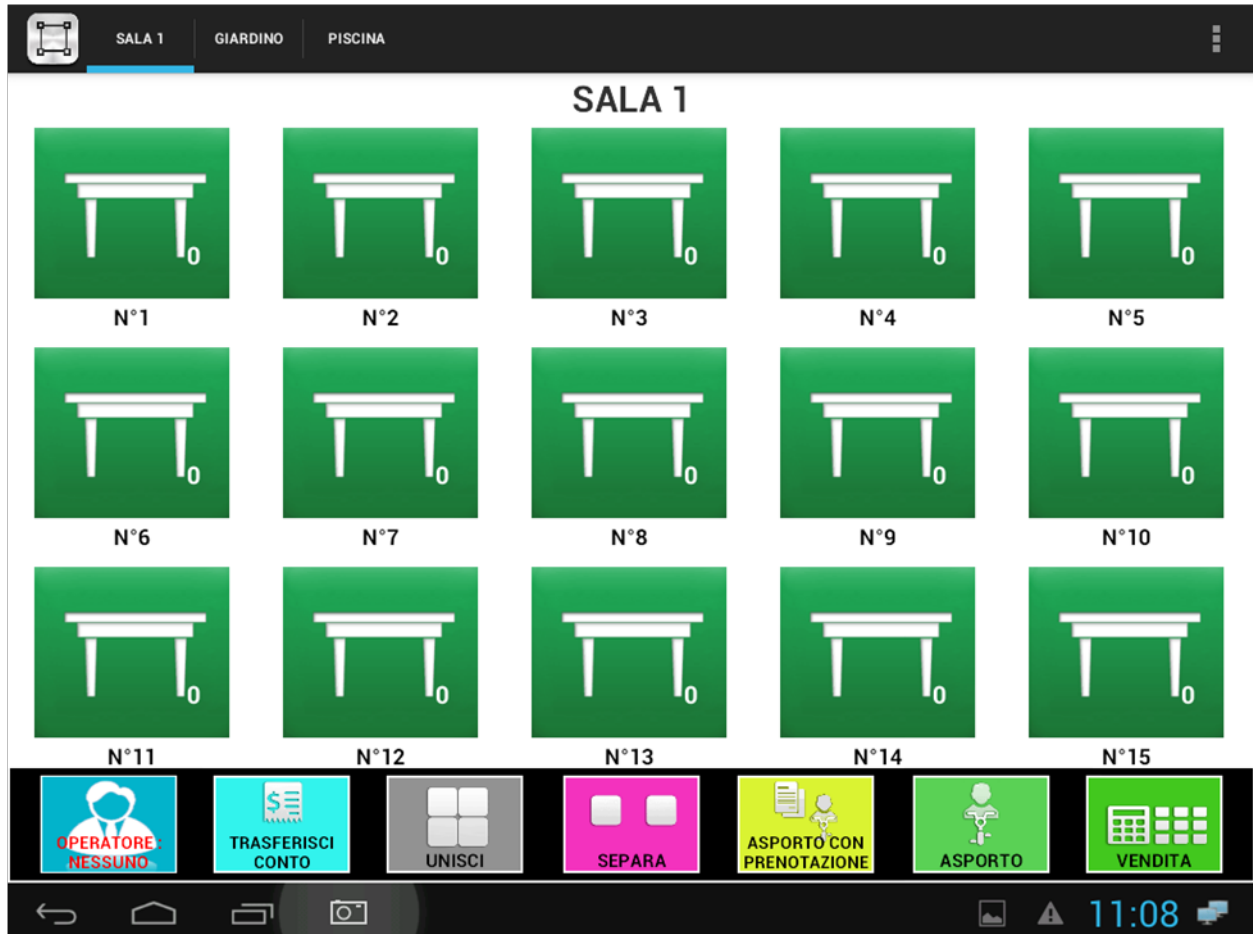 SALA 1 GIARDINO PISCINA
SALA 1
0 0 0 0 0
N°1 N°2 N°3 N°4 N°5
0 0 0 0 0
N°6 N°7 N°8 N°9 N°10
0 0 0 0 0
N°11 N°12 N°13 N°14 N°15
$
OPERATORE :
NESSUNO
TRASFERISCI
CONTO
UNISCI
SEPARA
ASPORTO CON
PRENOTAZIONE
ASPORTO
VENDITA
11:08